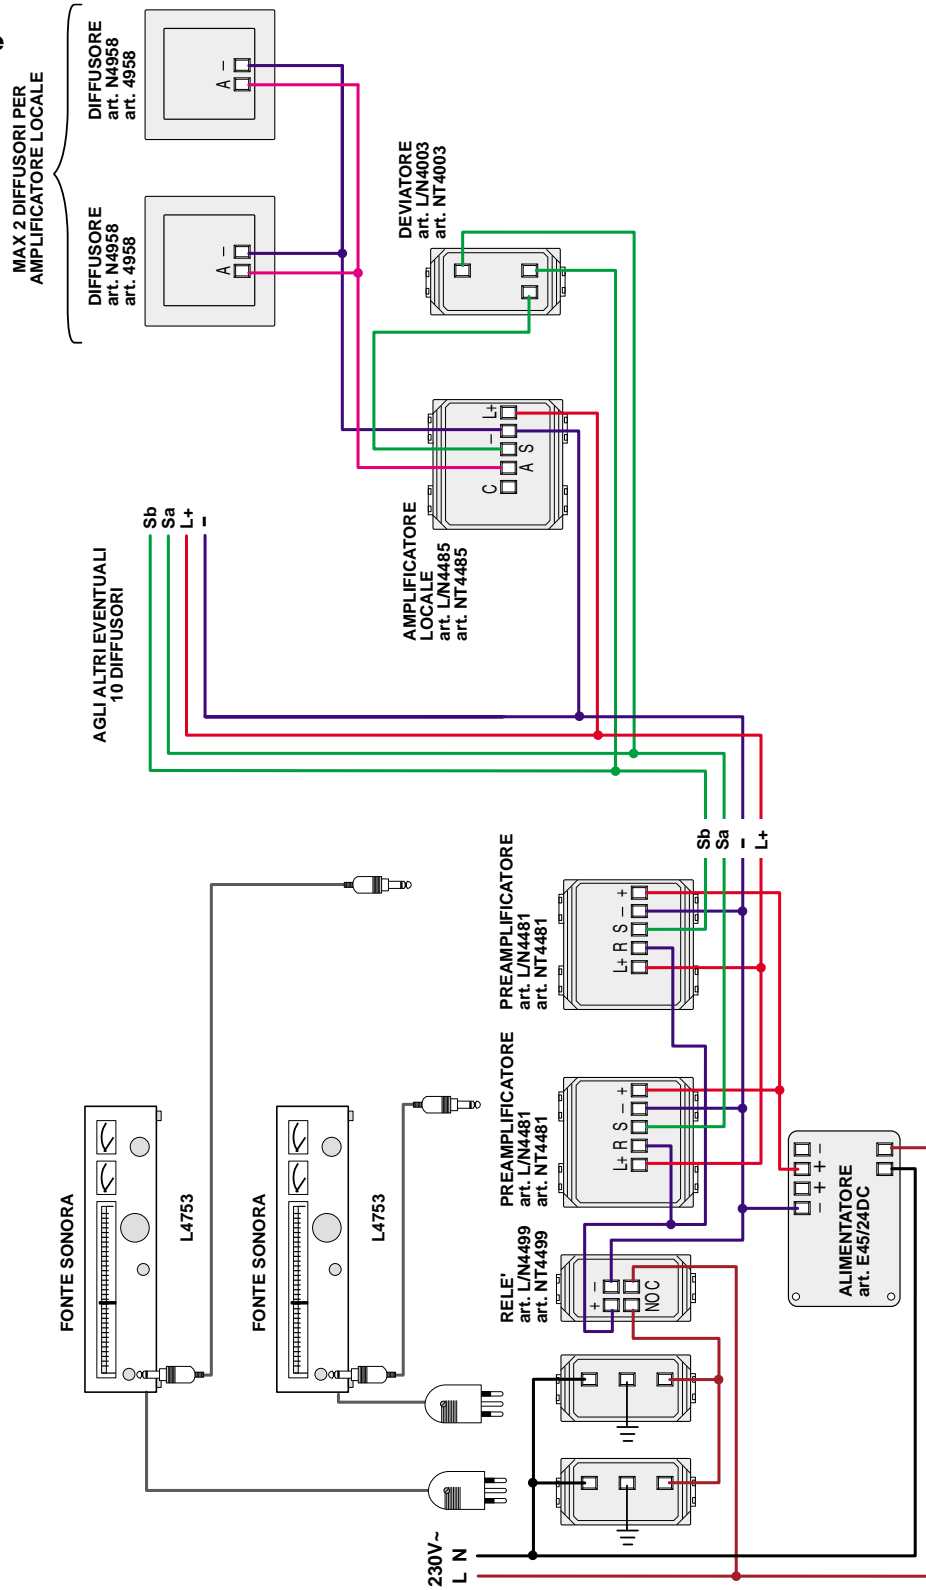 MAX 2 DIFFUSORI PER
AMPLIFICATORE LOCALE
DIFFUSORE
art. N4958
art. 4958
A –
DIFFUSORE
art. N4958
art. 4958
A –
DEVIATORE
art. L/N4003
art. NT4003
AMPLIFICATORE
LOCALE
art. L/N4485
art. NT4485
C A S – L+
AGLI ALTRI EVENTUALI
10 DIFFUSORI
Sb
Sa
L+
–
FONTE SONORA
L4753
FONTE SONORA
L4753
PREAMPLIFICATORE
art. L/N4481
art. NT4481
L+ R S – +
PREAMPLIFICATORE
art. L/N4481
art. NT4481
L+ R S – +
Sb
Sa
–
L+
RELE'
art. L/N4499
art. NT4499
+ –
NO C
ALIMENTATORE
art. E45/24DC
– + + –
230V~
L N